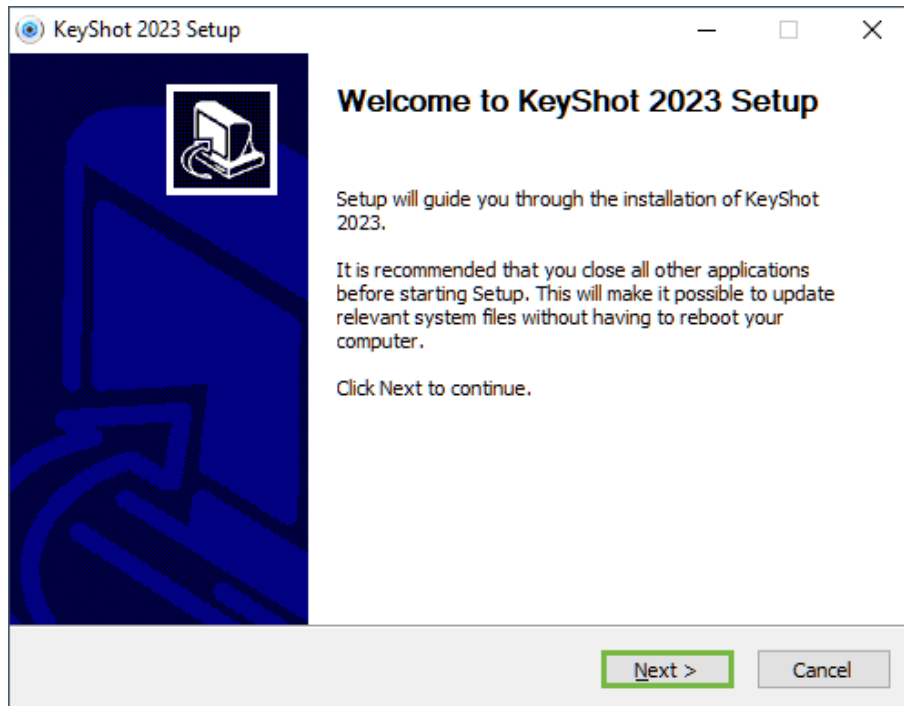 KeyShot 2023 Setup
Welcome to KeyShot 2023 Setup
Setup will guide you through the installation of KeyShot
2023.
It is recommended that you close all other applications
before starting Setup. This will make it possible to update
relevant system files without having to reboot your
computer.
Click Next to continue.
Next >
Cancel